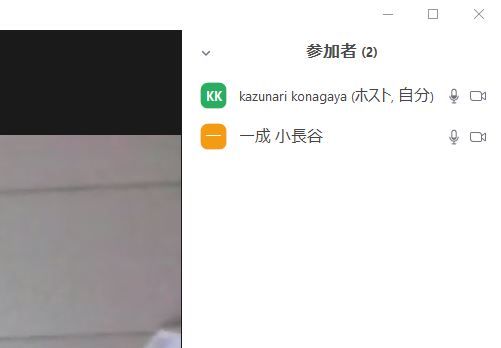 参加者 (2)
KK kazunari konagaya (ホスト, 自分)
一 一成 小長谷